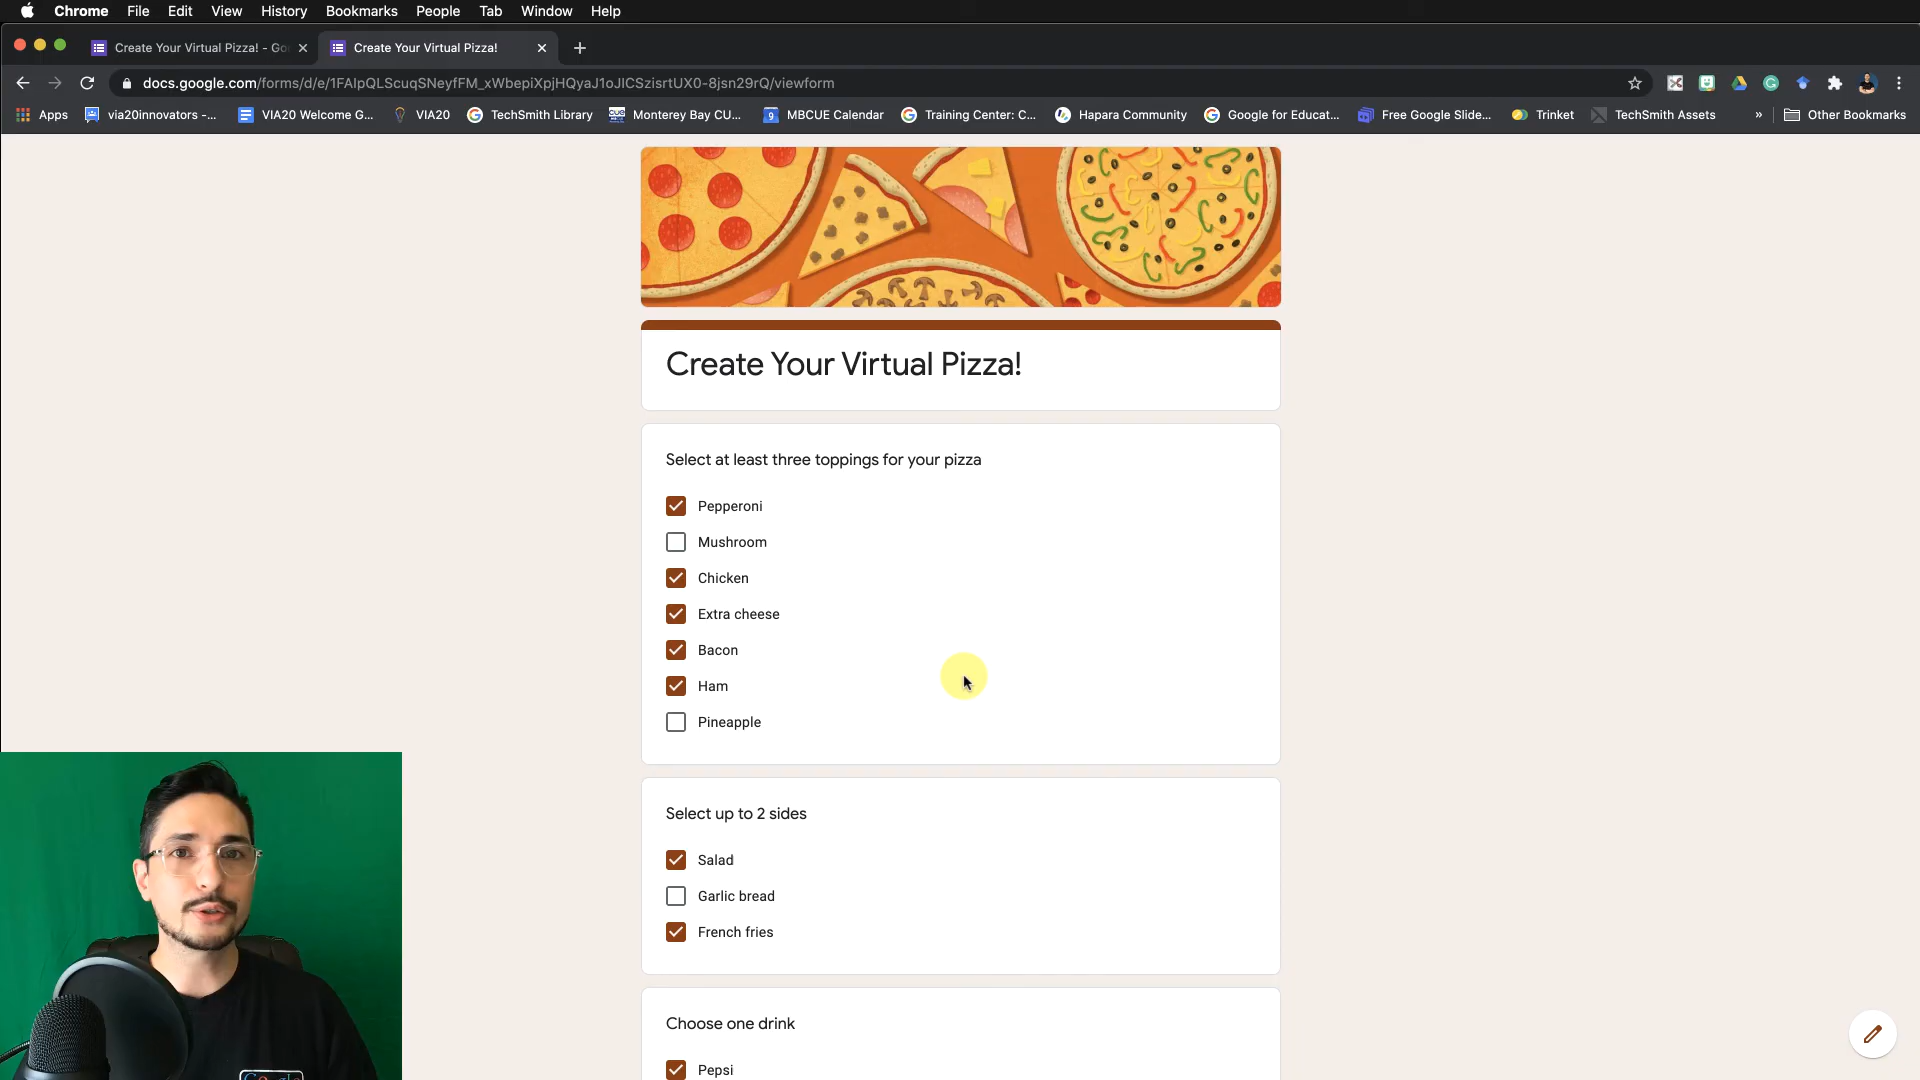 Chrome File Edit View History Bookmarks People Tab Window Help
Create Your Virtual Pizza! - Go
Create Your Virtual Pizza!
docs.google.com/forms/d/e/1FAIpQLScuqSNeyfFM_xWbepiXpjHQyaJ1oJICSzisrtUX0-8jsn29rQ/viewform
Apps via20innovators -... VIA20 Welcome G... VIA20 TechSmith Library Monterey Bay CU... MBCUE Calendar Training Center: C... Hapara Community Google for Educat... Free Google Slide... Trinket TechSmith Assets » Other Bookmarks
Create Your Virtual Pizza!
Select at least three toppings for your pizza
Pepperoni
Mushroom
Chicken
Extra cheese
Bacon
Ham
Pineapple
Select up to 2 sides
Salad
Garlic bread
French fries
Choose one drink
Pepsi